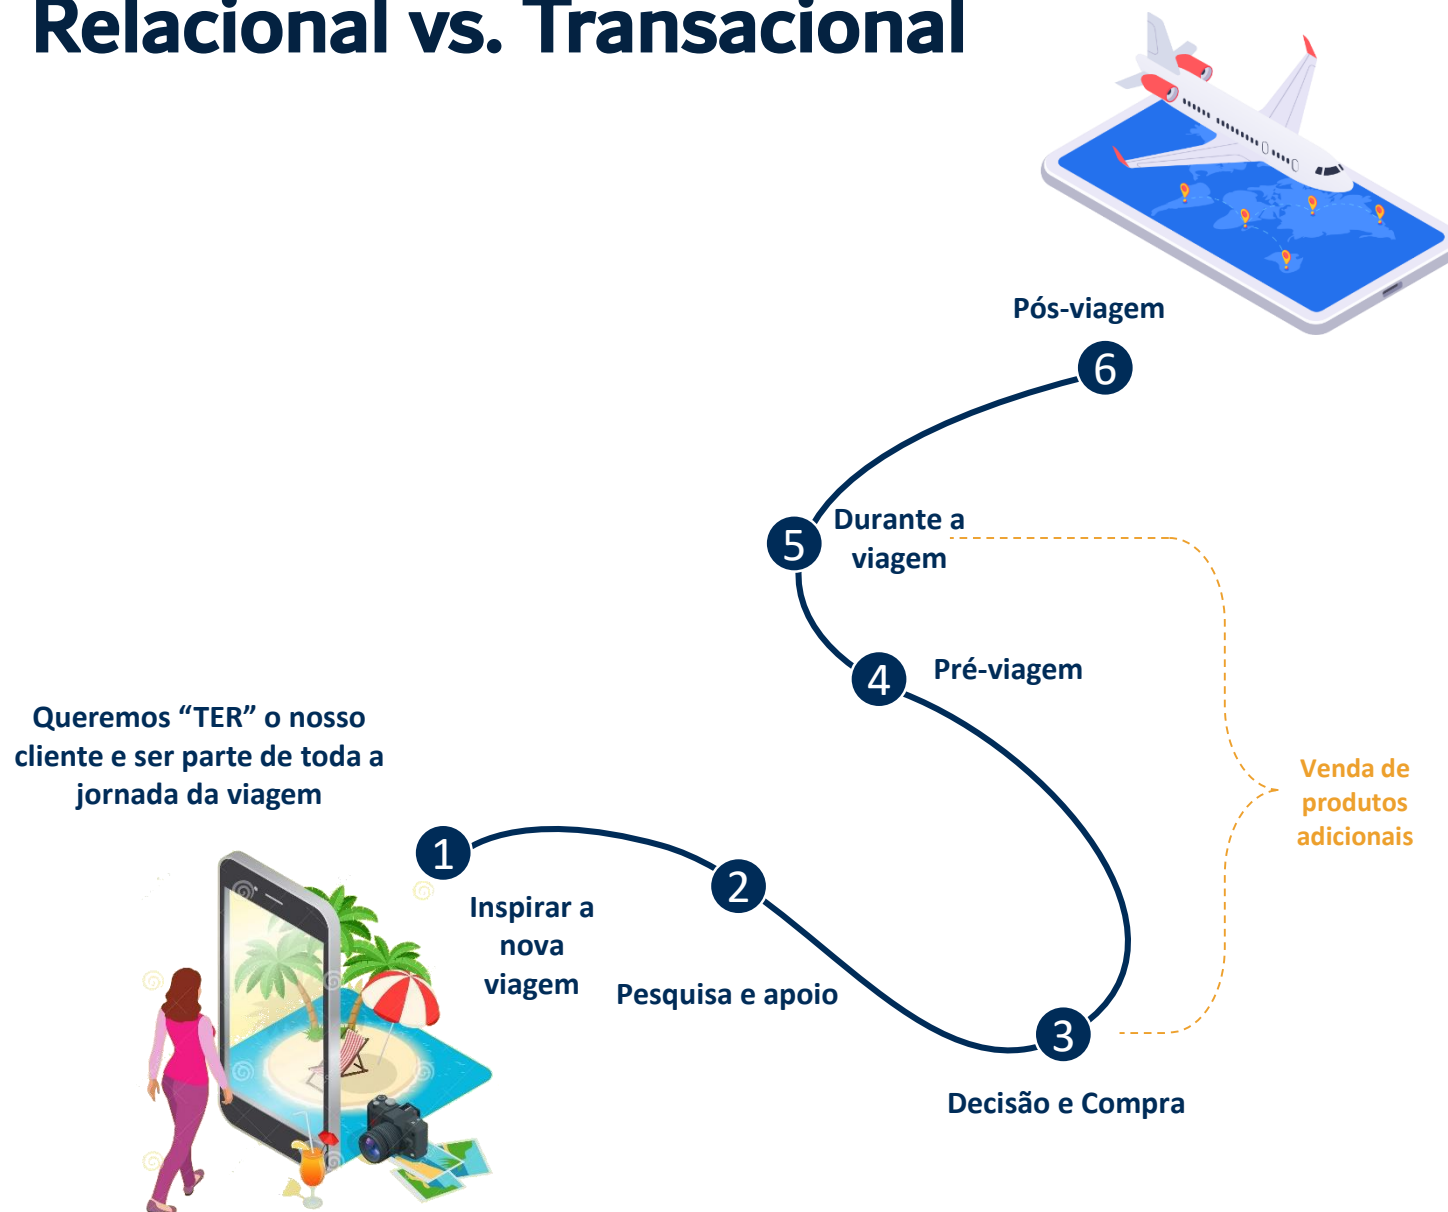 Relacional vs. Transacional
Pós-viagem
6
5
Durante a
viagem
4
Pré-viagem
Queremos “TER” o nosso
cliente e ser parte de toda a
jornada da viagem
Venda de
produtos
adicionais
1
2
Inspirar a
nova
viagem
Pesquisa e apoio
3
Decisão e Compra